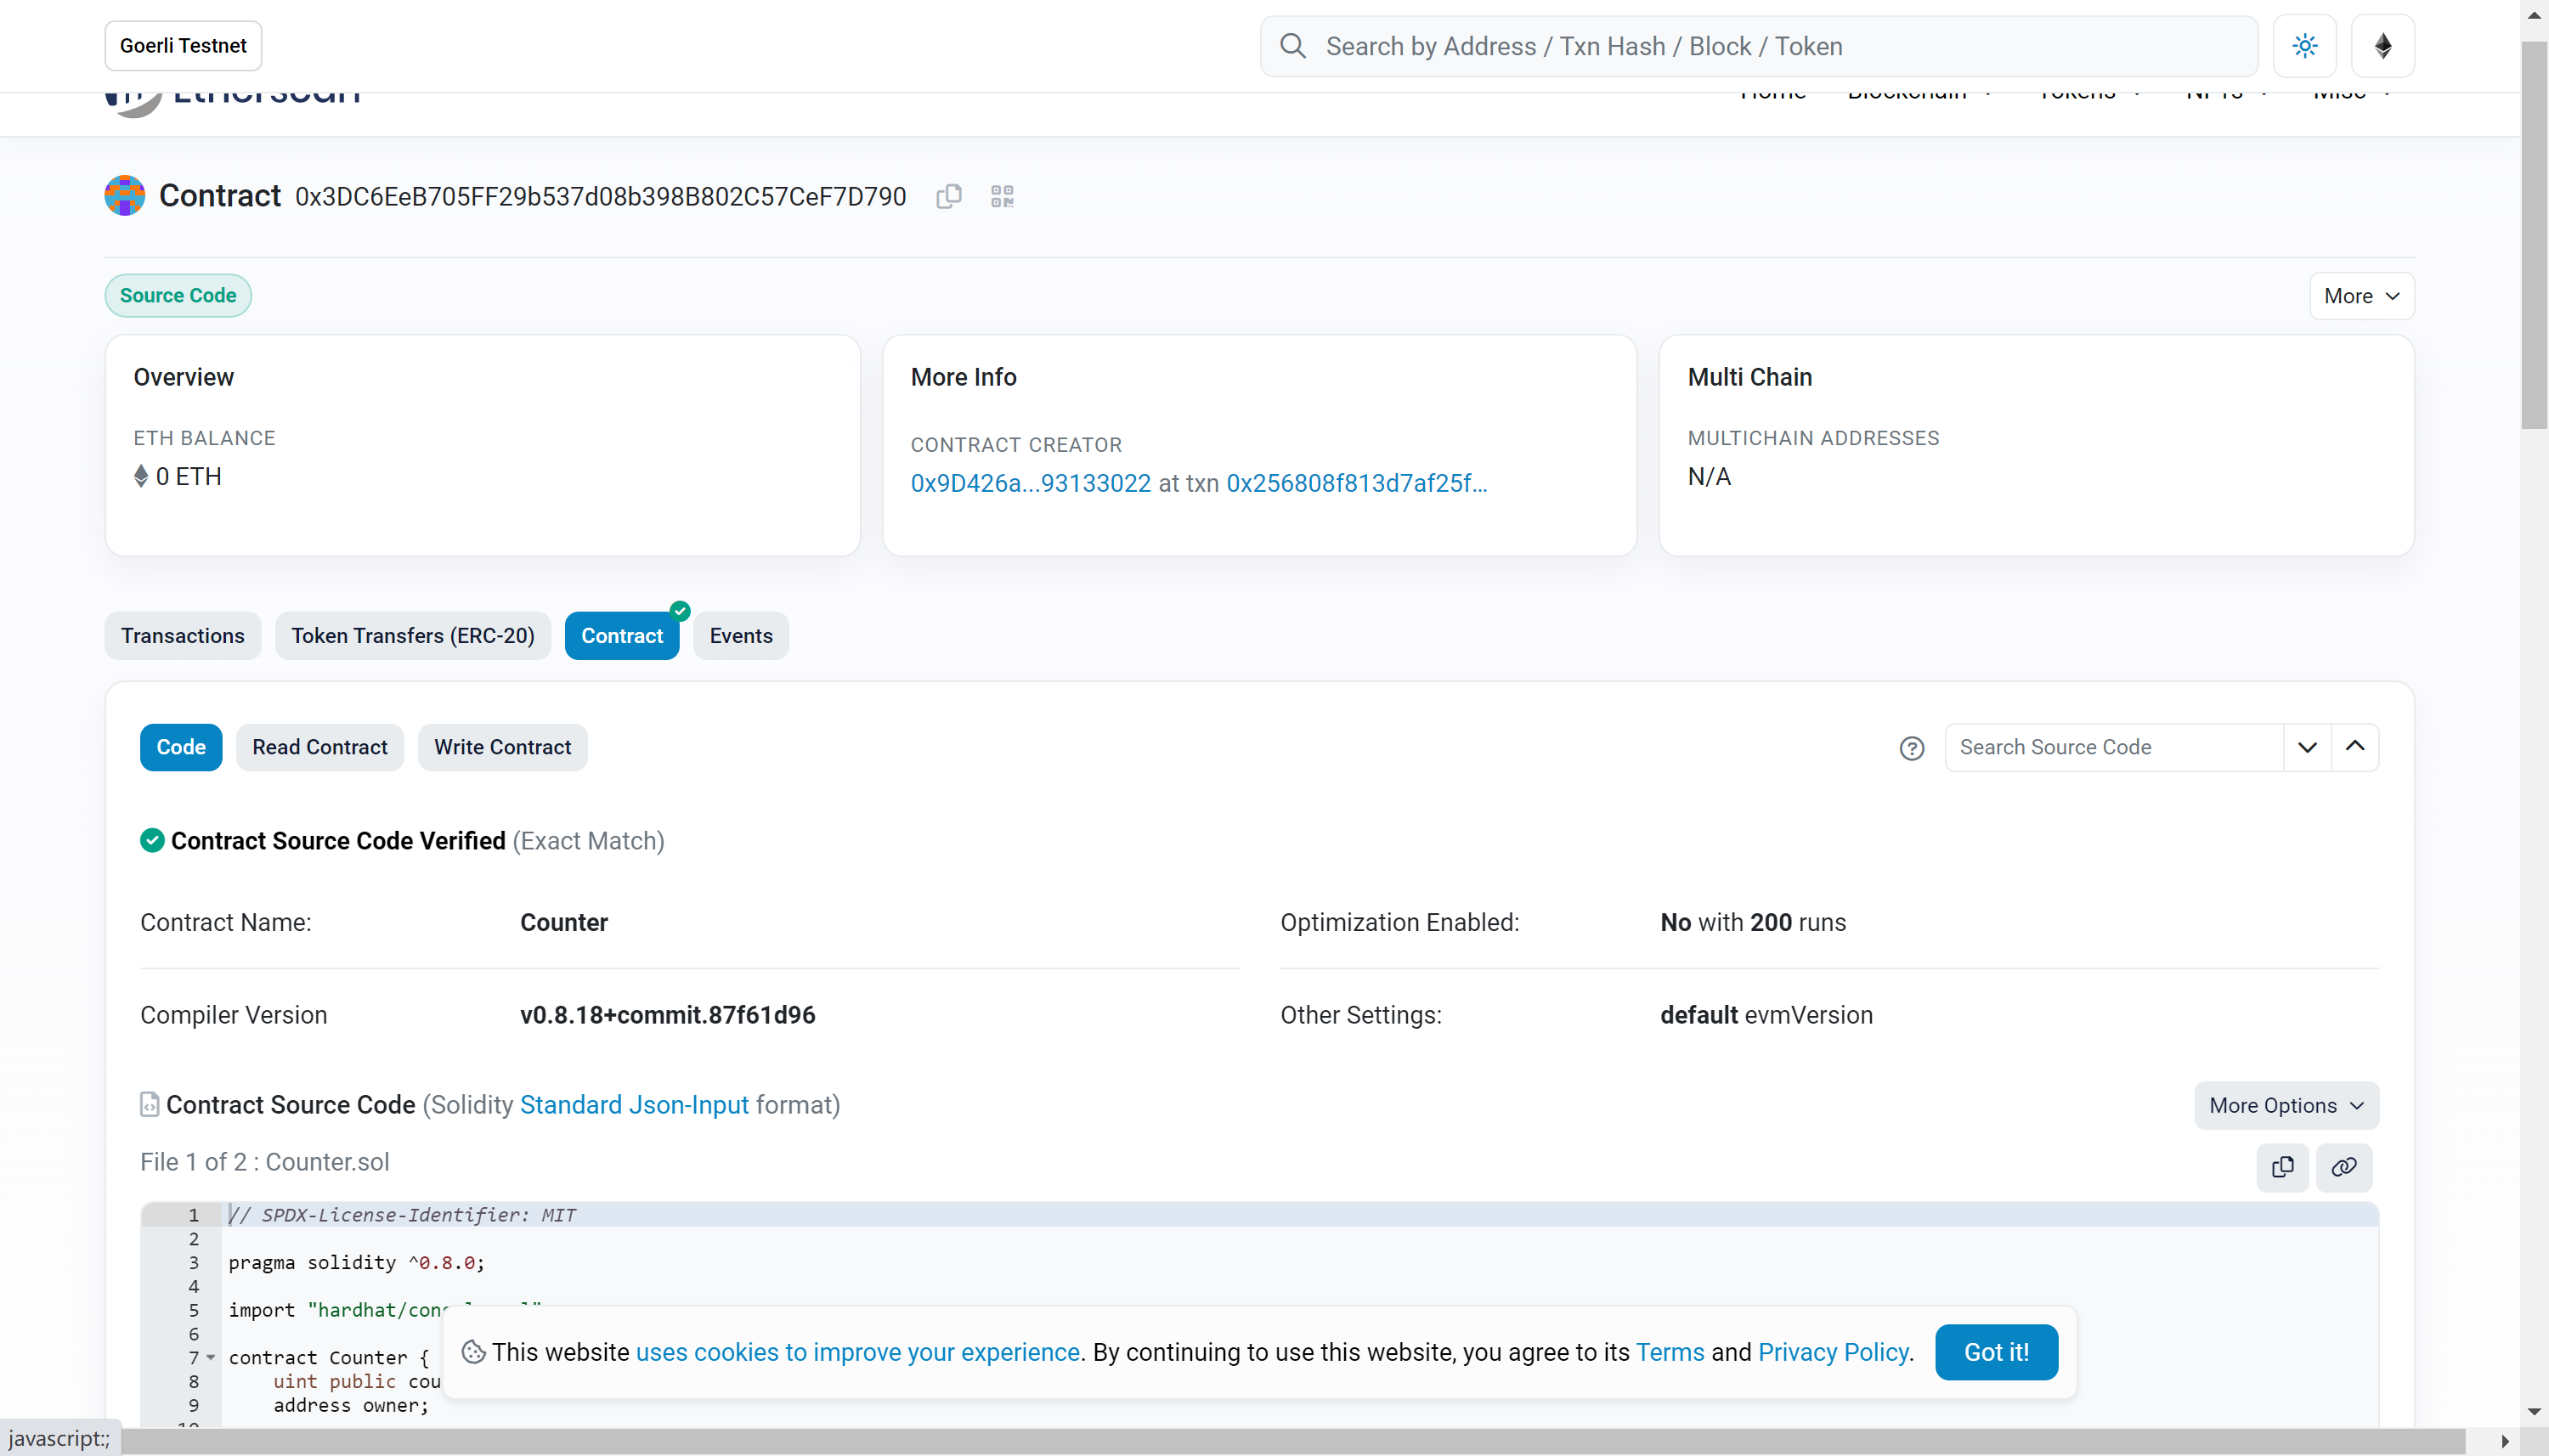 Goerli Testnet
Search by Address / Txn Hash / Block / Token
Etherscan
Home Blockchain Tokens NFTs Misc
Contract 0x3DC6EeB705FF29b537d08b398B802C57CeF7D790
Source Code
More
Overview
ETH BALANCE
0 ETH
More Info
CONTRACT CREATOR
0x9D426a...93133022 at txn 0x256808f813d7af25f...
Multi Chain
MULTICHAIN ADDRESSES
N/A
Transactions
Token Transfers (ERC-20)
Contract
Events
Code
Read Contract
Write Contract
Search Source Code
Contract Source Code Verified (Exact Match)
Contract Name: Counter
Optimization Enabled: No with 200 runs
Compiler Version v0.8.18+commit.87f61d96
Other Settings: default evmVersion
Contract Source Code (Solidity Standard Json-Input format)
More Options
File 1 of 2 : Counter.sol
1 // SPDX-License-Identifier: MIT
2
3 pragma solidity ^0.8.0;
4
5 import "hardhat/con
6
7 contract Counter {
8 uint public cou
9 address owner;
10
This website uses cookies to improve your experience. By continuing to use this website, you agree to its Terms and Privacy Policy.
Got it!
javascript:;